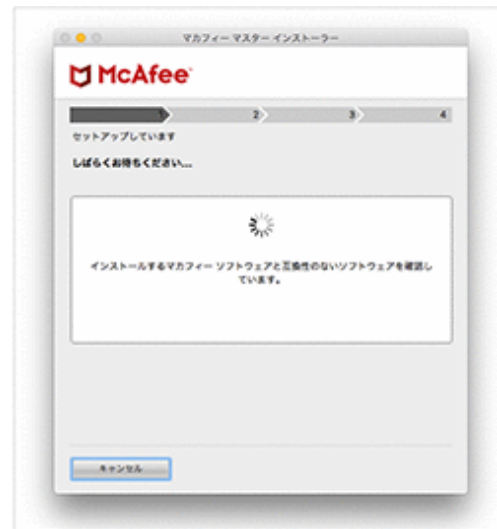 マカフィー マスター インストーラー
McAfee
1 2 3 4
セットアップしています
しばらくお待ちください...
インストールするマカフィー ソフトウェアと互換性のないソフトウェアを確認し
ています。
キャンセル